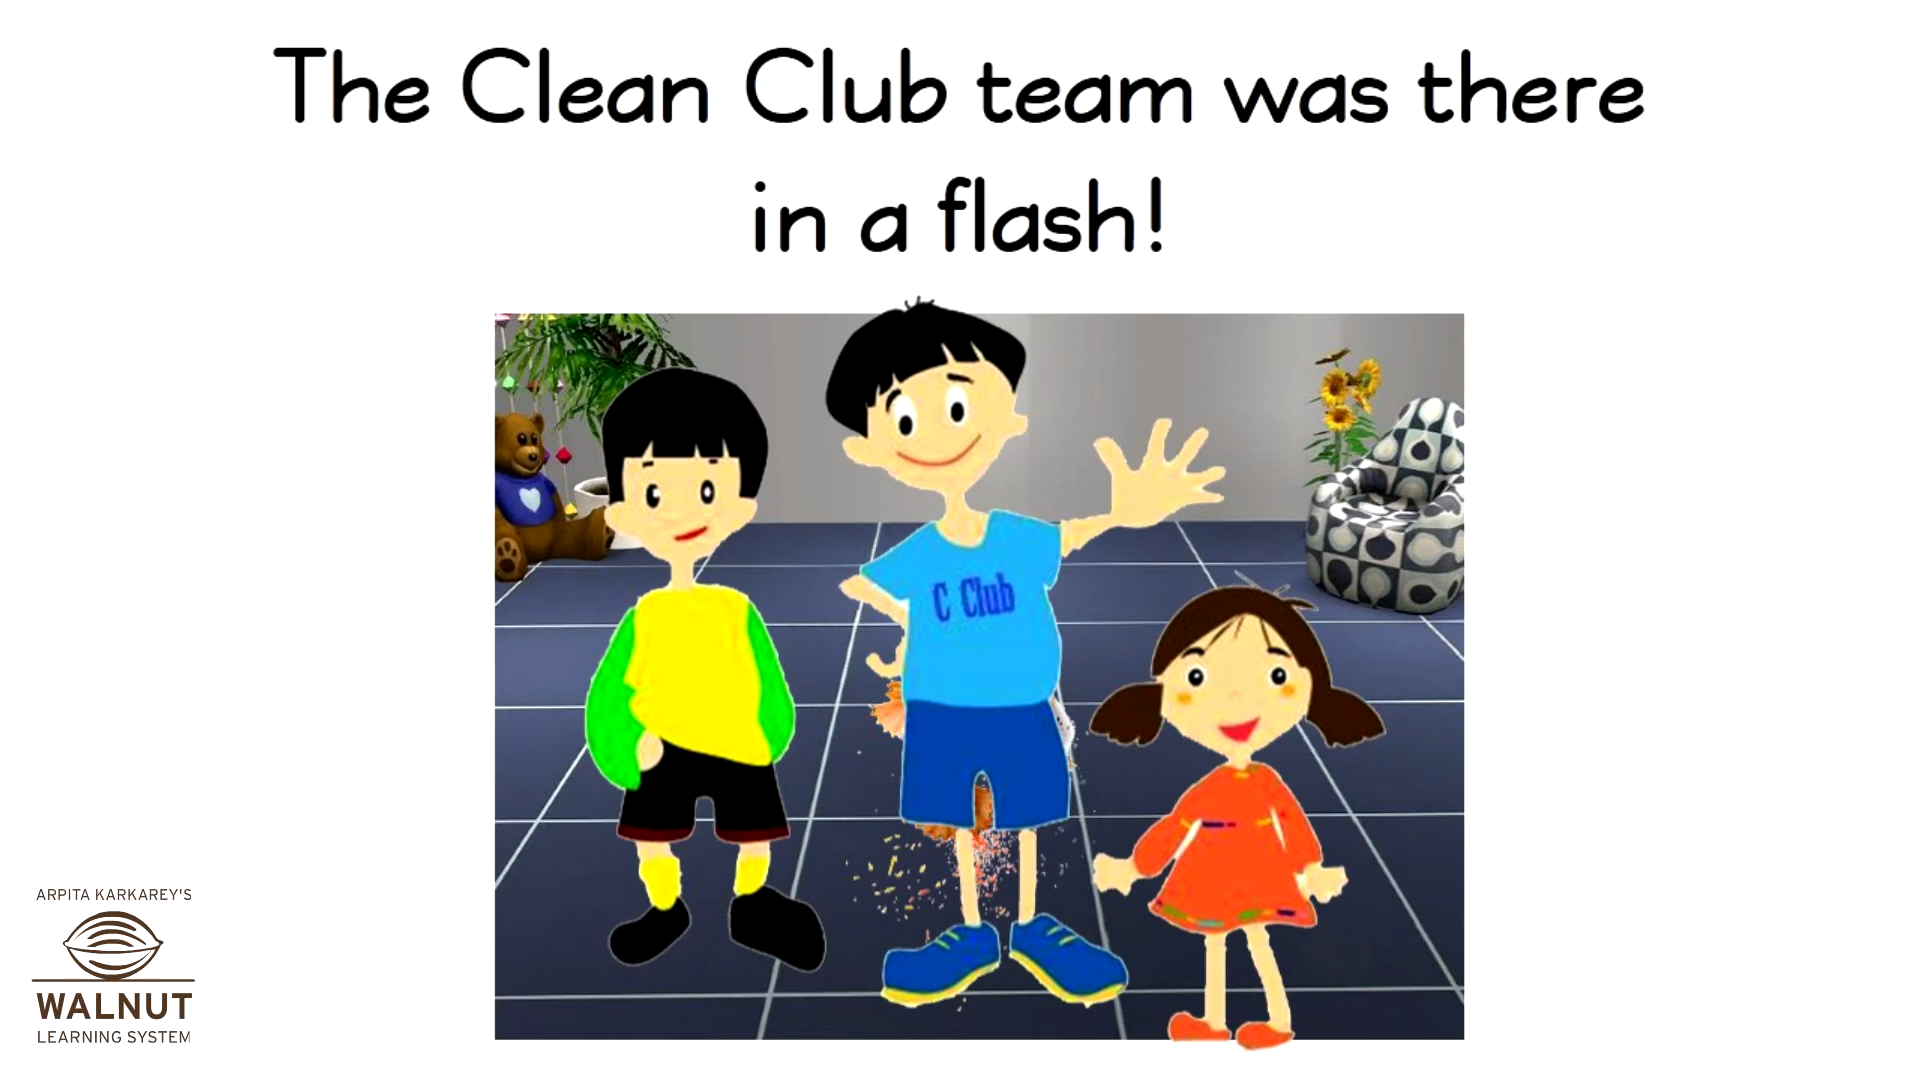 The Clean Club team was there
in a flash!
C Club
ARPITA KARKAREY'S
WALNUT
LEARNING SYSTEM